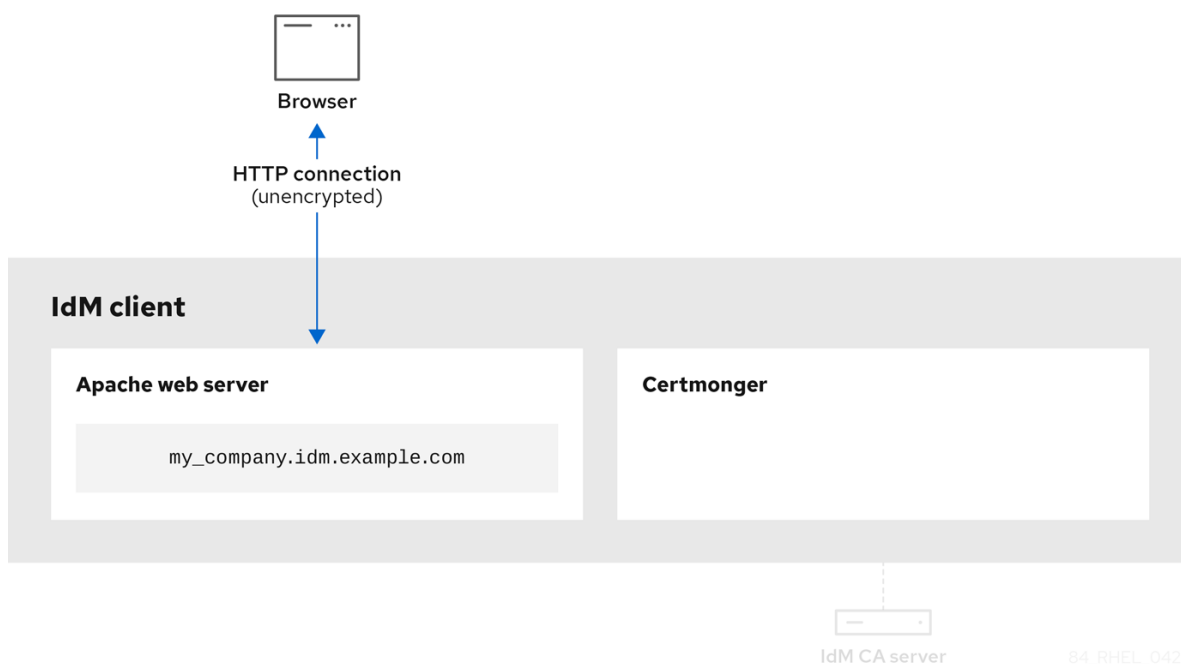 Browser
HTTP connection
(unencrypted)
IdM client
Apache web server
Certmonger
my_company.idm.example.com
IdM CA server
84_RHEL_042